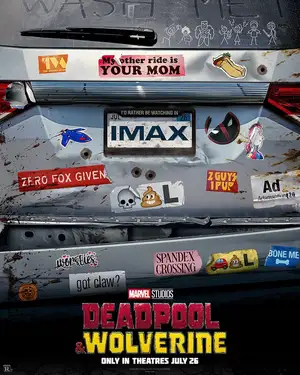 WASH ME!
My other ride is
YOUR MOM
I'D RATHER BE WATCHING IN
IMAX
ZERO FOX GIVEN
L
2 GUYS
1 PUP
Ad
got claw?
SPANDEX
CROSSING
L
BONE ME
MARVEL STUDIOS
DEADPOOL
& WOLVERINE
ONLY IN THEATRES JULY 26